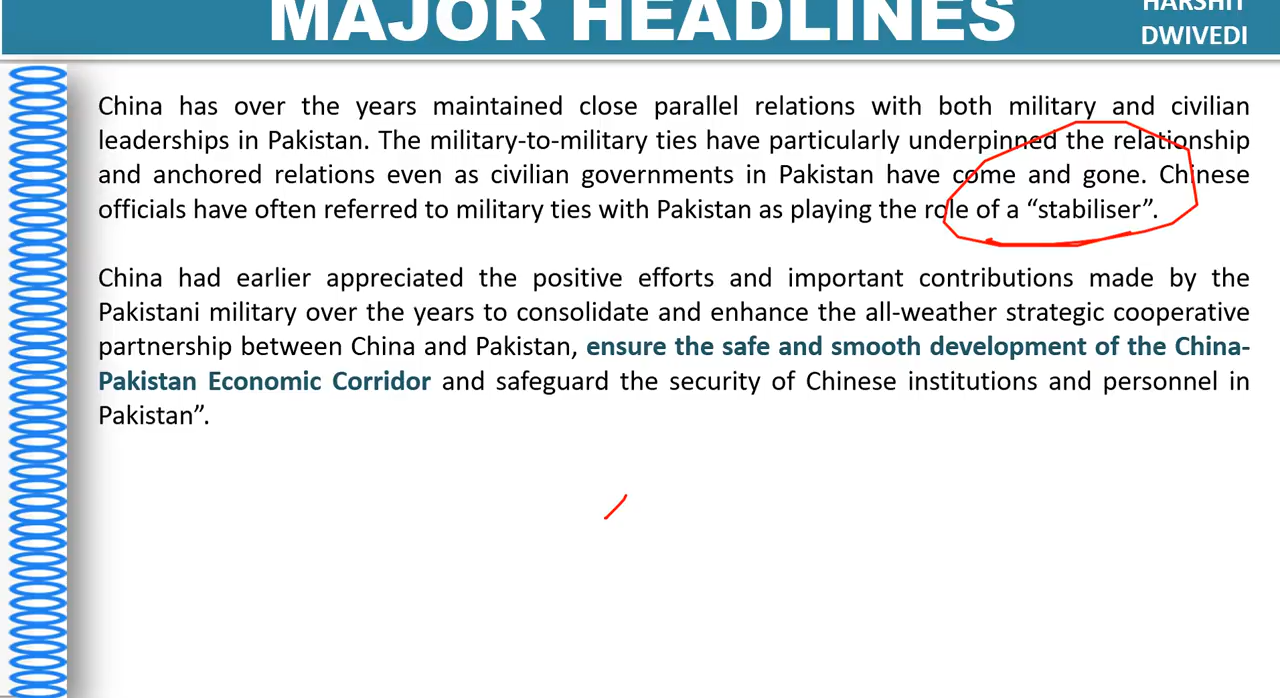 MAJOR HEADLINES
HARSHIT
DWIVEDI
China has over the years maintained close parallel relations with both military and civilian
leaderships in Pakistan. The military-to-military ties have particularly underpinned the relationship
and anchored relations even as civilian governments in Pakistan have come and gone. Chinese
officials have often referred to military ties with Pakistan as playing the role of a “stabiliser”.
China had earlier appreciated the positive efforts and important contributions made by the
Pakistani military over the years to consolidate and enhance the all-weather strategic cooperative
partnership between China and Pakistan, ensure the safe and smooth development of the China-
Pakistan Economic Corridor and safeguard the security of Chinese institutions and personnel in
Pakistan”.